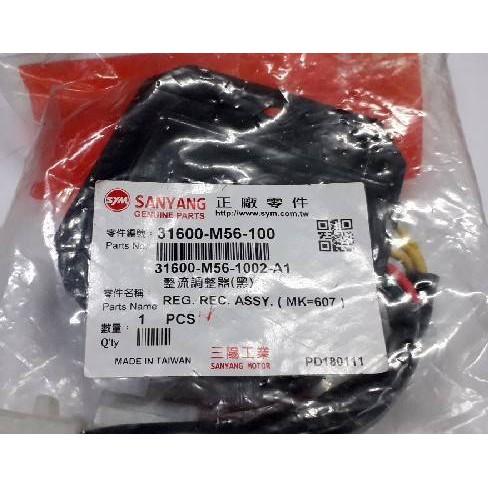 SYM SANYANG 正廠零件
GENUINE PARTS http://www.sym.com.tw
零件編號: 31600-M56-100
Parts No
31600-M56-1002-A1
整流調整器(黑)
零件名稱: REG. REC. ASSY. ( MK=607 )
Parts Name
數量: 1 PCS
Q'ty
MADE IN TAIWAN 三陽工業 PD180111
SANYANG MOTOR